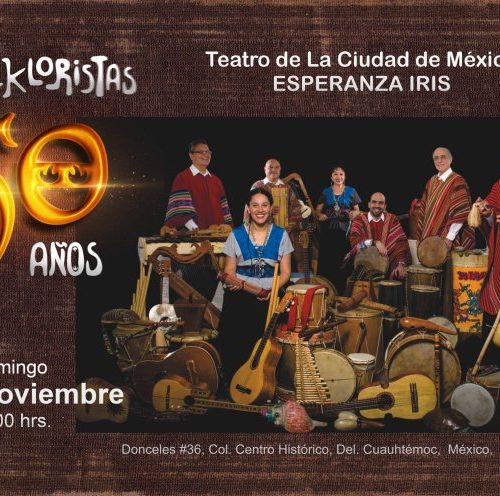 KLORISTAS
Teatro de La Ciudad de Méxic
ESPERANZA IRIS
50
AÑOS
mingo
oviembre
00 hrs.
Donceles #36, Col. Centro Histórico, Del. Cuauhtémoc, México,